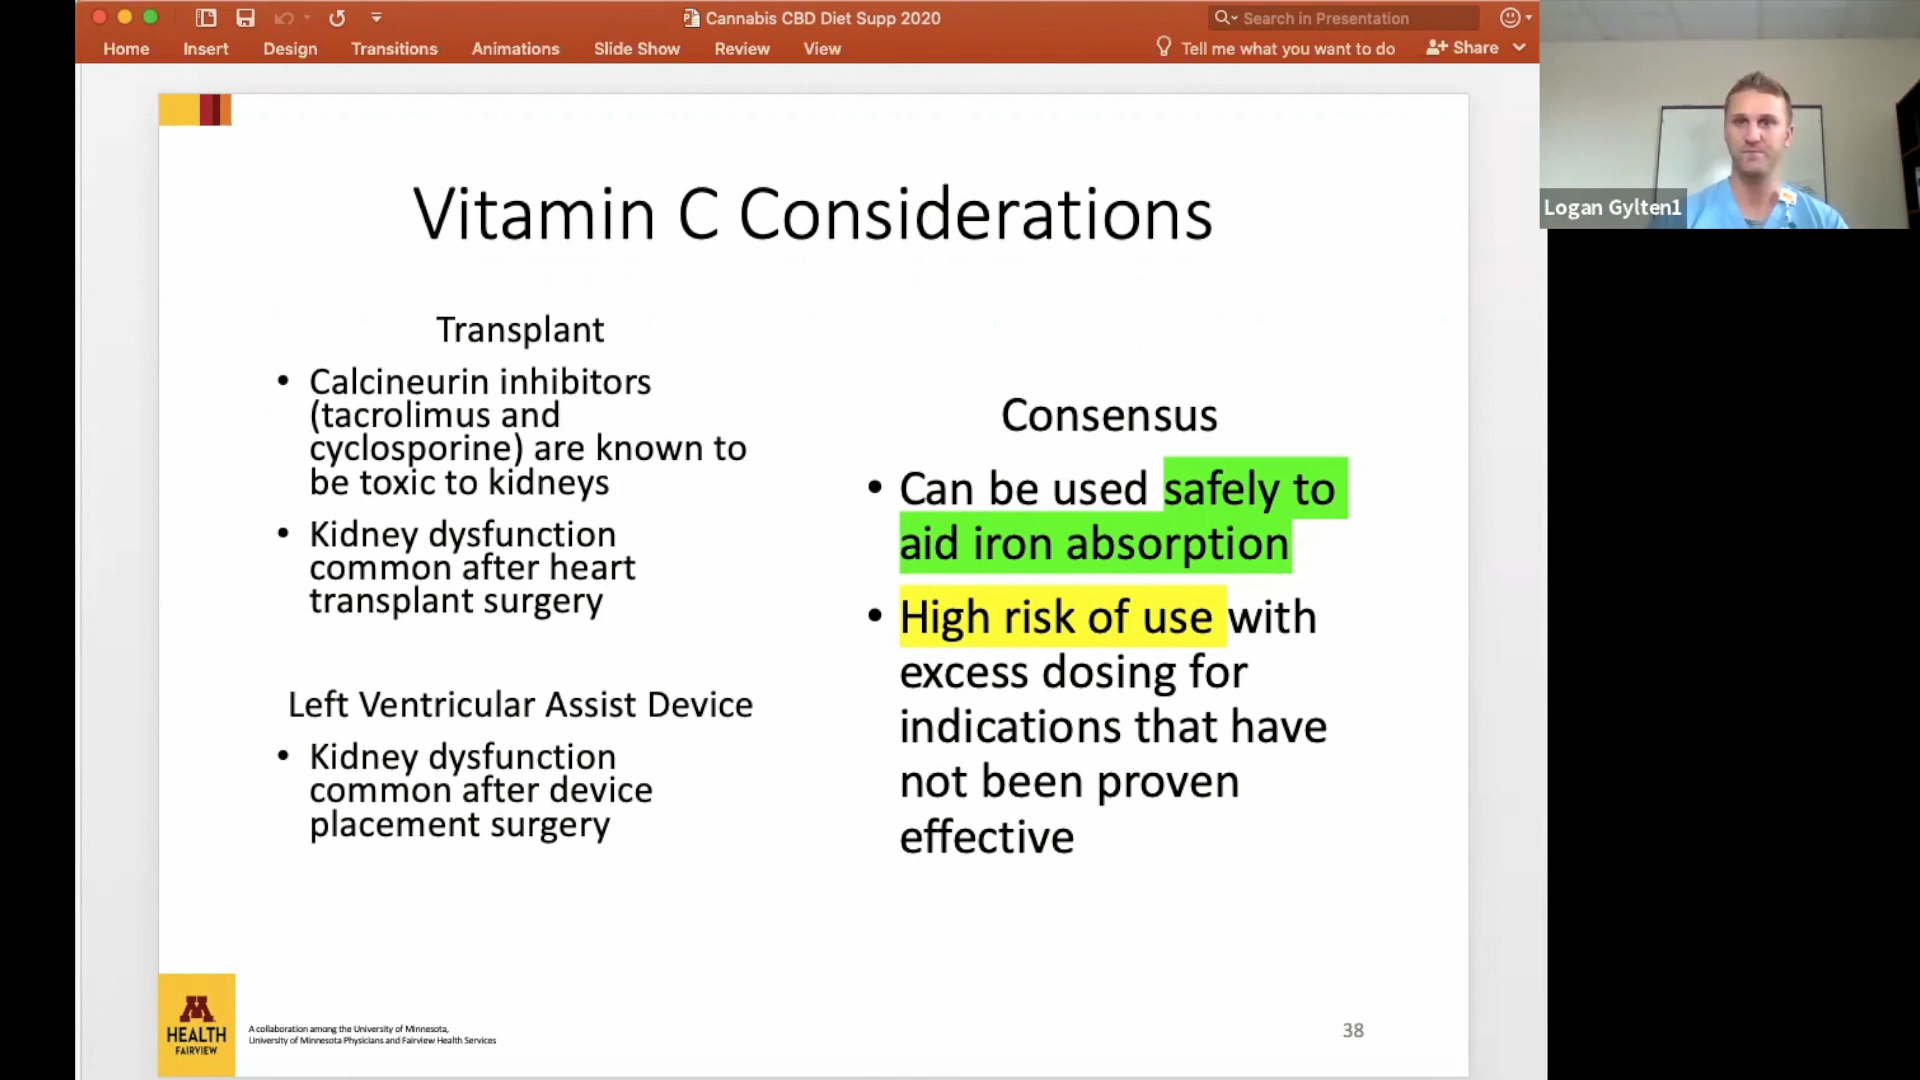 Cannabis CBD Diet Supp 2020
Search in Presentation
Home Insert Design Transitions Animations Slide Show Review View
Tell me what you want to do
Share
Logan Gylten1
Vitamin C Considerations
Transplant
• Calcineurin inhibitors
(tacrolimus and
cyclosporine) are known to
be toxic to kidneys
• Kidney dysfunction
common after heart
transplant surgery
Left Ventricular Assist Device
• Kidney dysfunction
common after device
placement surgery
Consensus
• Can be used safely to
aid iron absorption
• High risk of use with
excess dosing for
indications that have
not been proven
effective
M
HEALTH
FAIRVIEW
A collaboration among the University of Minnesota,
University of Minnesota Physicians and Fairview Health Services
38